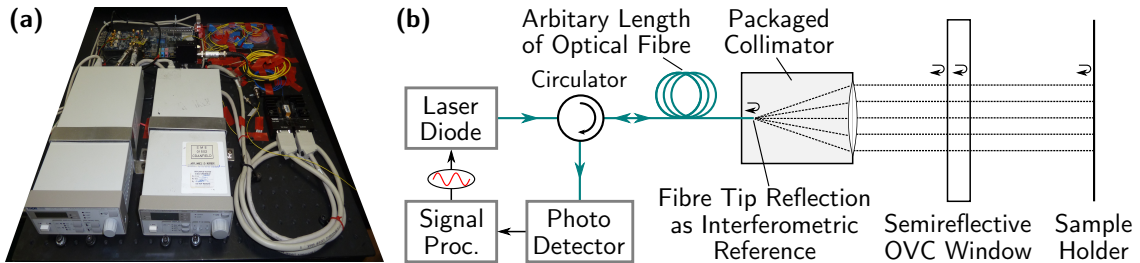 (a)
(b)
Arbitary Length
of Optical Fibre
Packaged
Collimator
Circulator
Laser
Diode
Signal
Proc.
Photo
Detector
Fibre Tip Reflection
as Interferometric
Reference
Semireflective
OVC Window
Sample
Holder